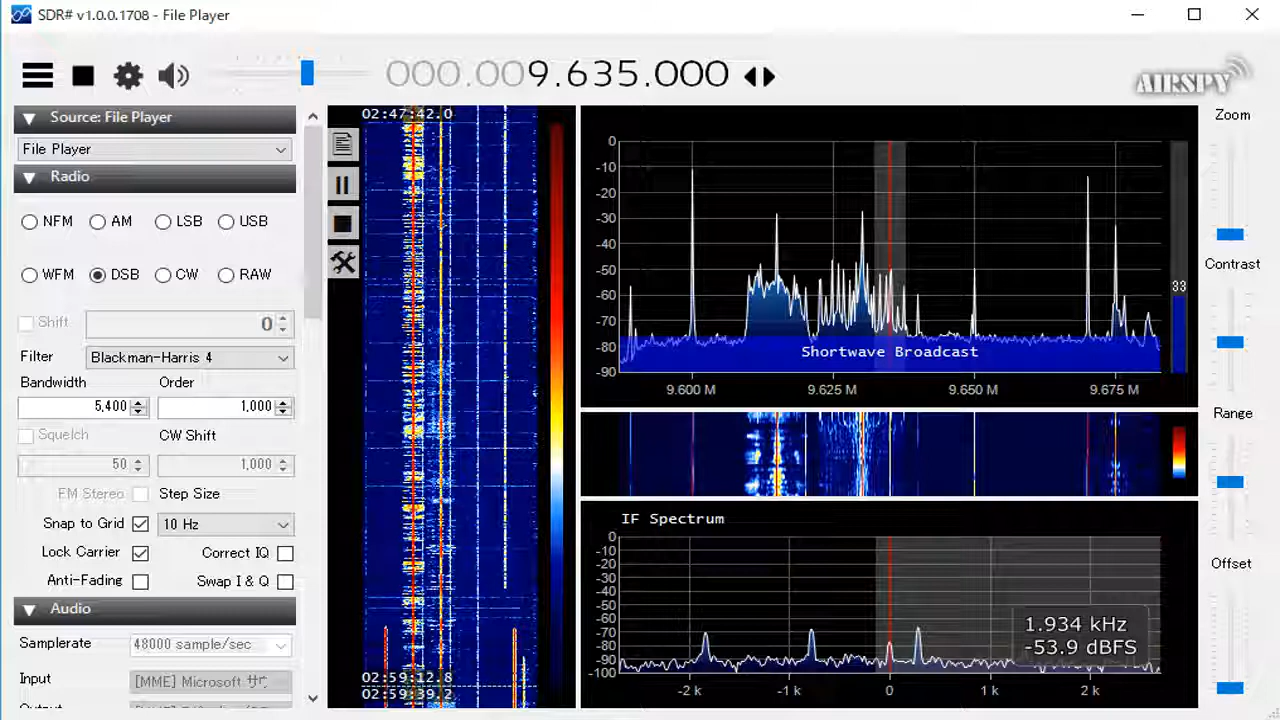 SDR# v1.0.0.1708 - File Player
000.009.635.000
AIRSPY
Source: File Player
File Player
Radio
NFM AM LSB USB
WFM DSB CW RAW
Shift 0
Filter Blackman-Harris 4
Bandwidth Order
5,400 1,000
Squelch CW Shift
50 1,000
FM Stereo Step Size
Snap to Grid 10 Hz
Lock Carrier Correct IQ
Anti-Fading Swap I & Q
Audio
Samplerate 48000 sample/sec
Input [MME] Microsoft サウ
Output
02:47:42.0
02:59:12.8
02:59:39.2
0
-10
-20
-30
-40
-50
-60
-70
-80
-90
Shortwave Broadcast
9.600 M 9.625 M 9.650 M 9.675 M
33
IF Spectrum
0
-10
-20
-30
-40
-50
-60
-70
-80
-90
-100
1.934 kHz
-53.9 dBFS
-2 k -1 k 0 1 k 2 k
Zoom
Contrast
Range
Offset